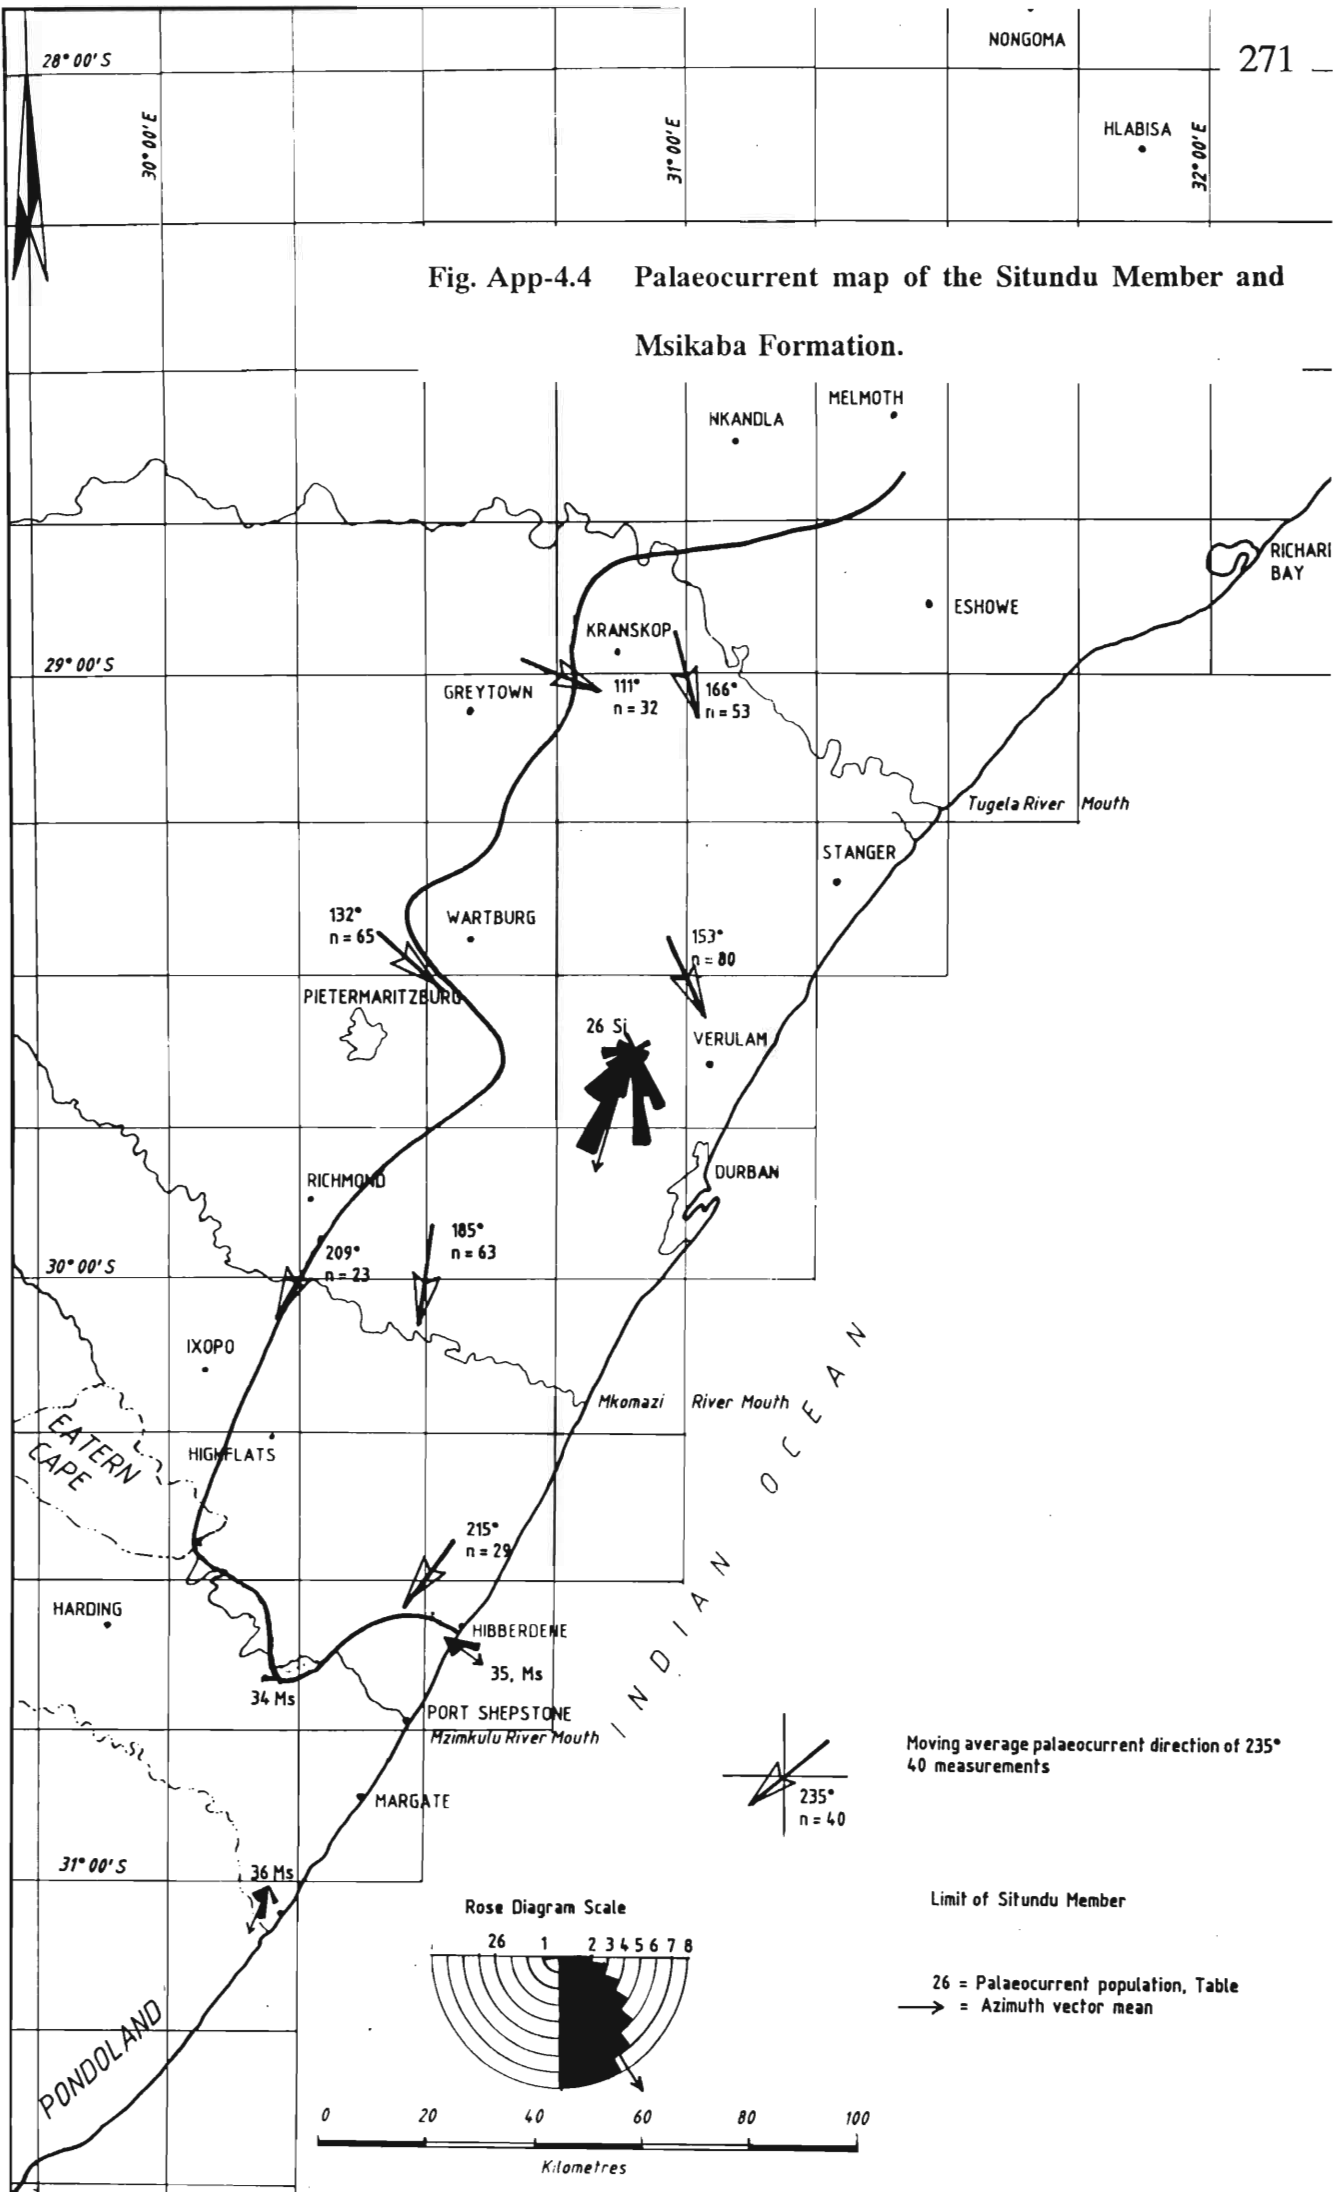 271
NONGOMA
28° 00' S
30° 00' E
31° 00' E
32° 00' E
HLABISA
Fig. App-4.4 Palaeocurrent map of the Situndu Member and
Msikaba Formation.
MELMOTH
NKANDLA
RICHARI
BAY
ESHOWE
KRANSKOP
29° 00' S
GREYTOWN
111°
n = 32
166°
n = 53
Tugela River Mouth
STANGER
132°
n = 65
WARTBURG
153°
n = 80
PIETERMARITZBURG
26 Si
VERULAM
DURBAN
RICHMOND
185°
n = 63
209°
n = 23
30° 00' S
IXOPO
Mkomazi River Mouth
EATERN
CAPE
HIGHFLATS
INDIAN OCEAN
215°
n = 29
HARDING
HIBBERDENE
35, Ms
34 Ms
PORT SHEPSTONE
Mzimkulu River Mouth
MARGATE
Moving average palaeocurrent direction of 235°
40 measurements
235°
n = 40
31° 00' S
36 Ms
Rose Diagram Scale
26 1 2 3 4 5 6 7 8
Limit of Situndu Member
26 = Palaeocurrent population, Table
→ = Azimuth vector mean
PONDOLAND
0 20 40 60 80 100
Kilometres